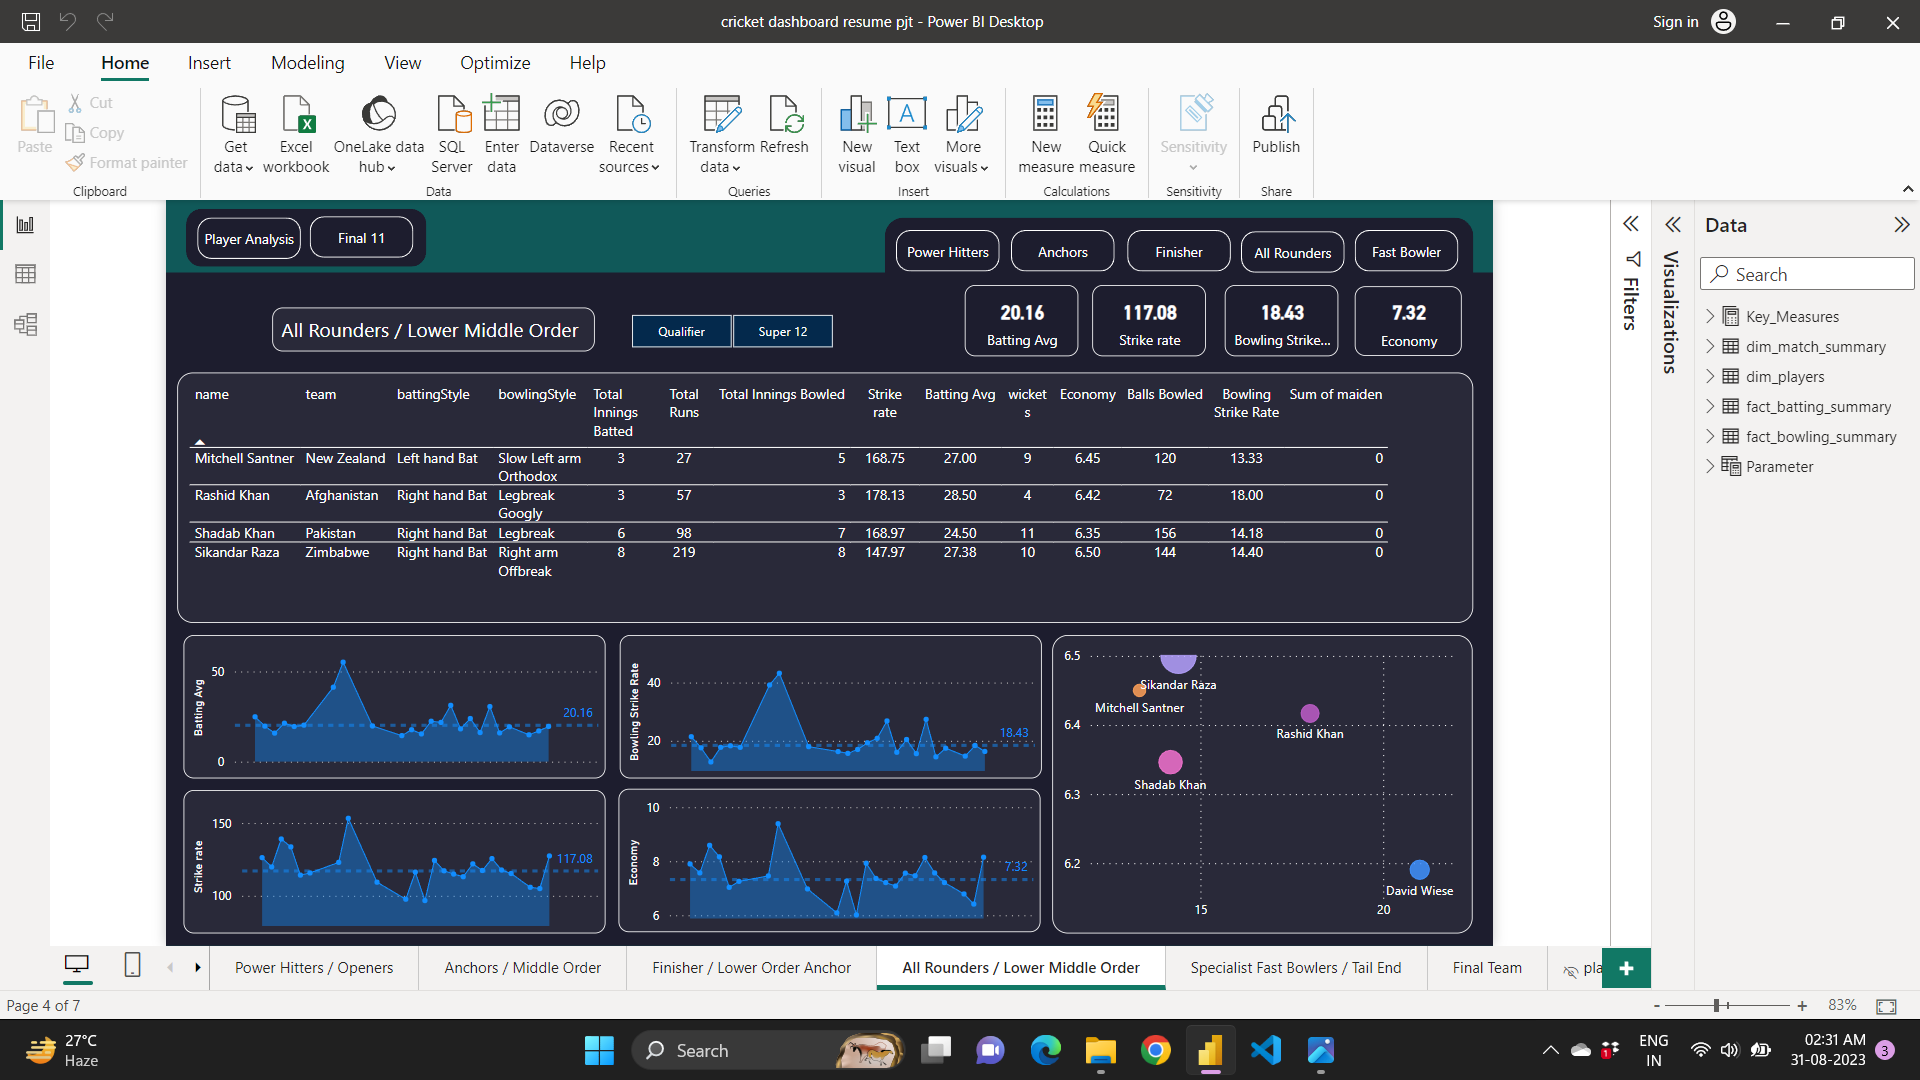 cricket dashboard resume pjt - Power BI Desktop
Sign in
File
Home
Insert
Modeling
View
Optimize
Help
Paste
Cut
Copy
Format painter
Clipboard
Get data
Excel workbook
OneLake data hub
SQL Server
Enter data
Dataverse
Recent sources
Data
Transform data
Refresh
Queries
New visual
Text box
More visuals
Insert
New measure
Quick measure
Calculations
Sensitivity
Sensitivity
Publish
Share
Player Analysis
Final 11
Power Hitters
Anchors
Finisher
All Rounders
Fast Bowler
All Rounders / Lower Middle Order
Qualifier
Super 12
20.16
Batting Avg
117.08
Strike rate
18.43
Bowling Strike...
7.32
Economy
name team battingStyle bowlingStyle Total Innings Batted Total Runs Total Innings Bowled Strike rate Batting Avg wickets Economy Balls Bowled Bowling Strike Rate Sum of maiden
Mitchell Santner New Zealand Left hand Bat Slow Left arm Orthodox 3 27 5 168.75 27.00 9 6.45 120 13.33 0
Rashid Khan Afghanistan Right hand Bat Legbreak Googly 3 57 3 178.13 28.50 4 6.42 72 18.00 0
Shadab Khan Pakistan Right hand Bat Legbreak 6 98 7 168.97 24.50 11 6.35 156 14.18 0
Sikandar Raza Zimbabwe Right hand Bat Right arm Offbreak 8 219 8 147.97 27.38 10 6.50 144 14.40 0
Batting Avg
50
0
20.16
Bowling Strike Rate
40
20
18.43
Strike rate
150
100
117.08
Economy
10
8
6
7.32
6.5
6.4
6.3
6.2
15
20
Sikandar Raza
Mitchell Santner
Rashid Khan
Shadab Khan
David Wiese
Filters
Visualizations
Data
Search
Key_Measures
dim_match_summary
dim_players
fact_batting_summary
fact_bowling_summary
Parameter
Power Hitters / Openers
Anchors / Middle Order
Finisher / Lower Order Anchor
All Rounders / Lower Middle Order
Specialist Fast Bowlers / Tail End
Final Team
pla
+
Page 4 of 7
- + 83%
27°C
Haze
Search
1
ENG
IN
02:31 AM
31-08-2023
3